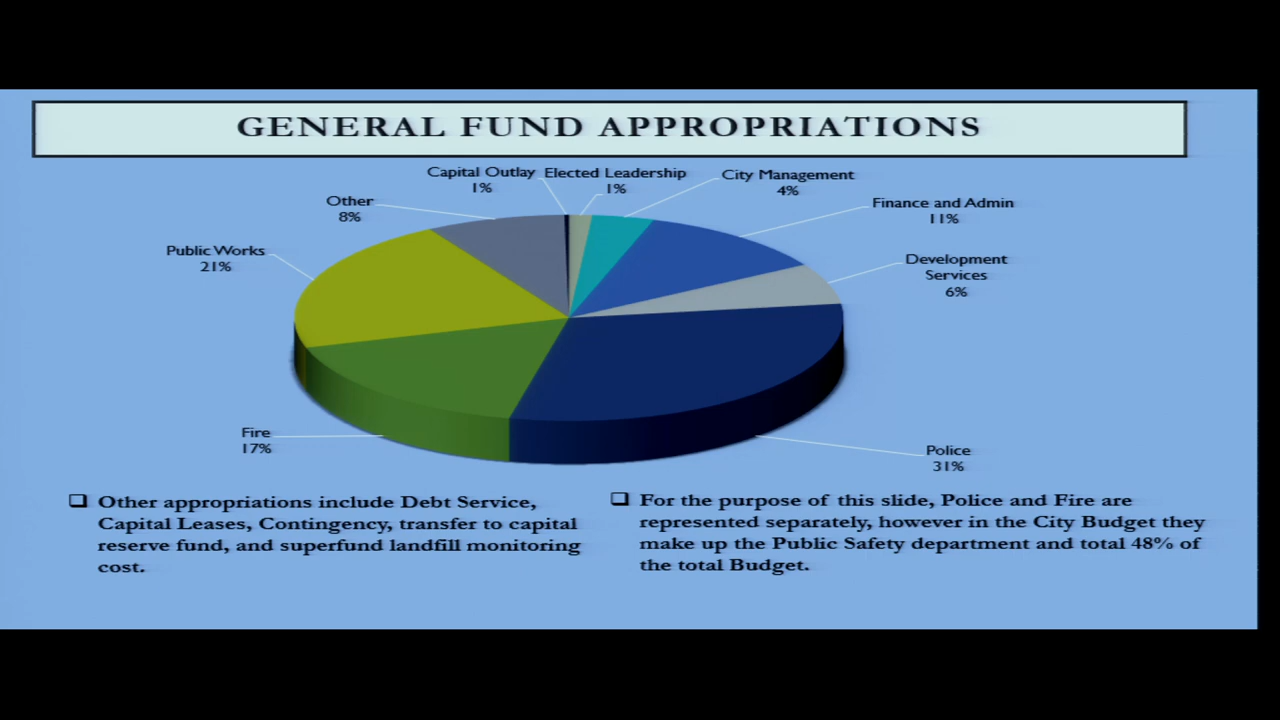 GENERAL FUND APPROPRIATIONS
Capital Outlay
1%
Elected Leadership
1%
City Management
4%
Other
8%
Finance and Admin
11%
Public Works
21%
Development
Services
6%
Fire
17%
Police
31%
❑ Other appropriations include Debt Service,
Capital Leases, Contingency, transfer to capital
reserve fund, and superfund landfill monitoring
cost.
❑ For the purpose of this slide, Police and Fire are
represented separately, however in the City Budget they
make up the Public Safety department and total 48% of
the total Budget.